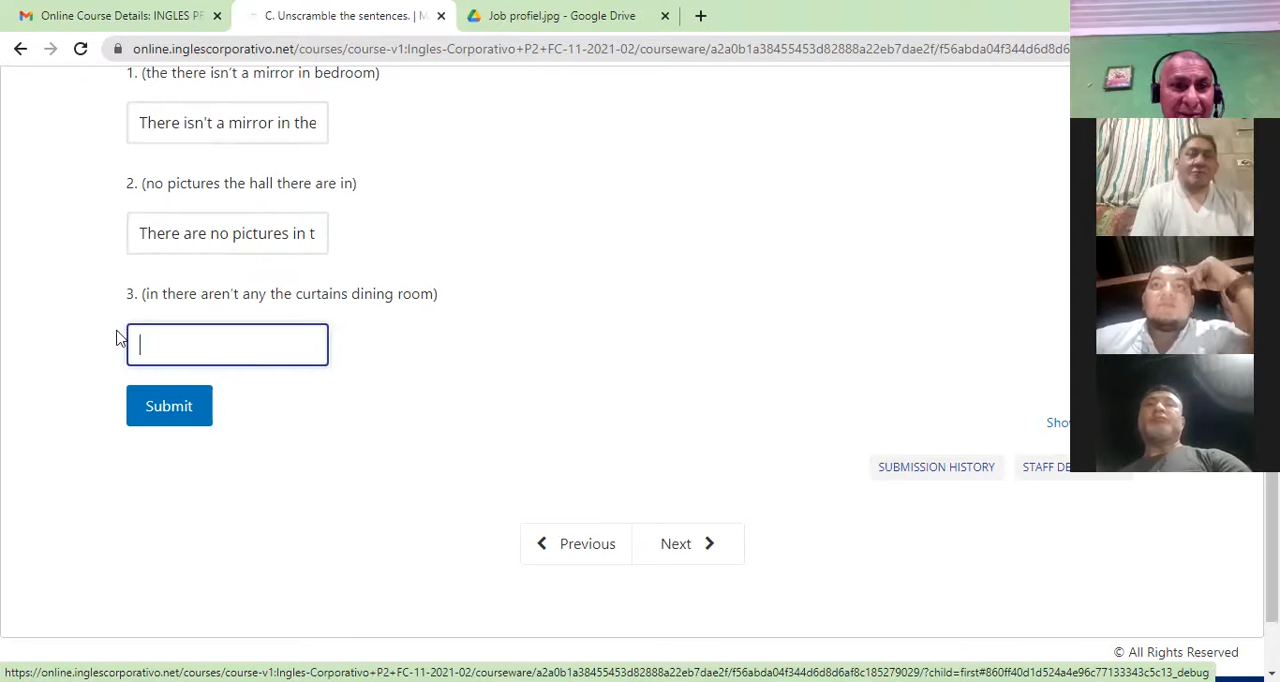 Online Course Details: INGLES PF
C. Unscramble the sentences. | M
Job profiel.jpg - Google Drive
online.inglescorporativo.net/courses/course-v1:Ingles-Corporativo+P2+FC-11-2021-02/courseware/a2a0b1a38455453d82888a22eb7dae2f/f56abda04f344d6d8d6
1. (the there isn't a mirror in bedroom)
There isn't a mirror in the
2. (no pictures the hall there are in)
There are no pictures in t
3. (in there aren't any the curtains dining room)
Submit
Sho
SUBMISSION HISTORY
STAFF DE
Previous
Next
© All Rights Reserved
https://online.inglescorporativo.net/courses/course-v1:Ingles-Corporativo+P2+FC-11-2021-02/courseware/a2a0b1a38455453d82888a22eb7dae2f/f56abda04f344d6d8d6af8c185279029/?child=first#860ff40d1d524a4e96c77133343c5c13_debug